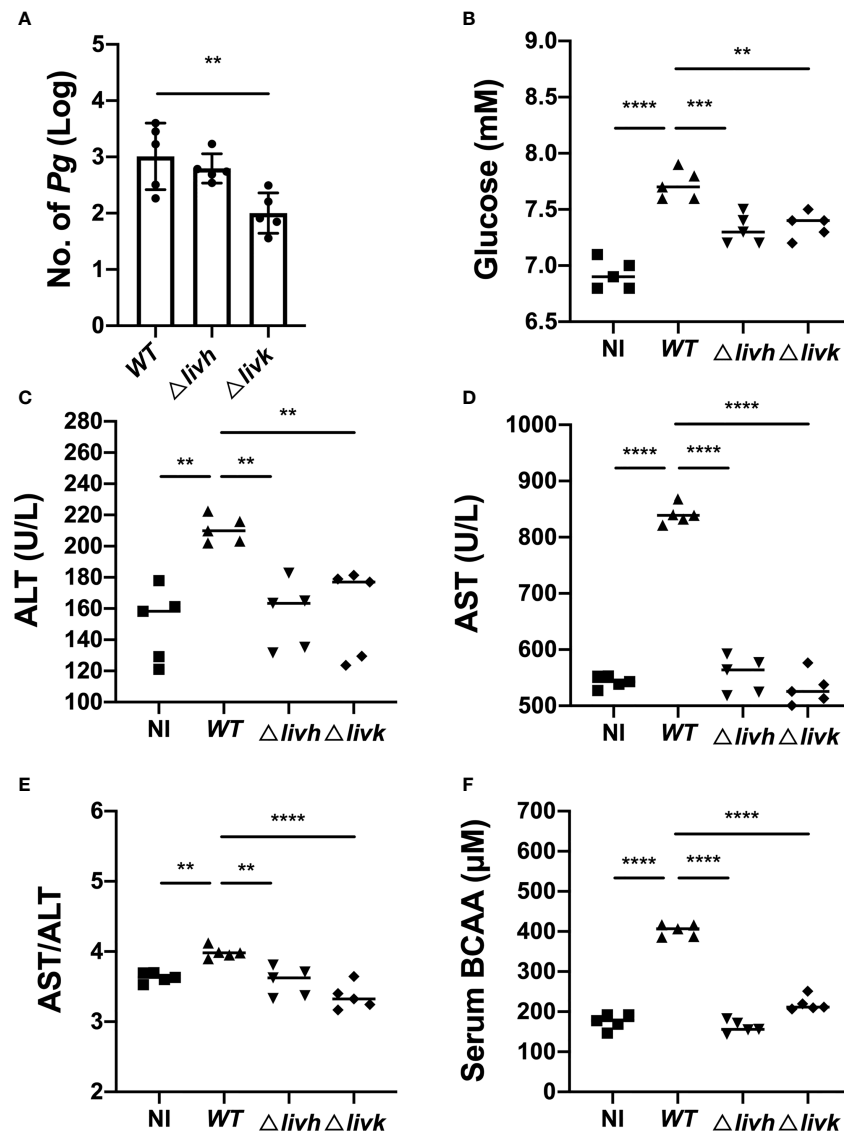 A
No. of Pg (Log)
5
4
3
2
1
0
**
WT
△livh
△livk
B
Glucose (mM)
9.0
8.5
8.0
7.5
7.0
6.5
**
**** ***
NI WT △livh △livk
C
ALT (U/L)
280
260
240
220
200
180
160
140
120
100
**
** **
NI WT △livh △livk
D
AST (U/L)
1000
900
800
700
600
500
****
**** ****
NI WT △livh △livk
E
AST/ALT
6
5
4
3
2
****
** **
NI WT △livh △livk
F
Serum BCAA (µM)
700
600
500
400
300
200
100
0
****
**** ****
NI WT △livh △livk